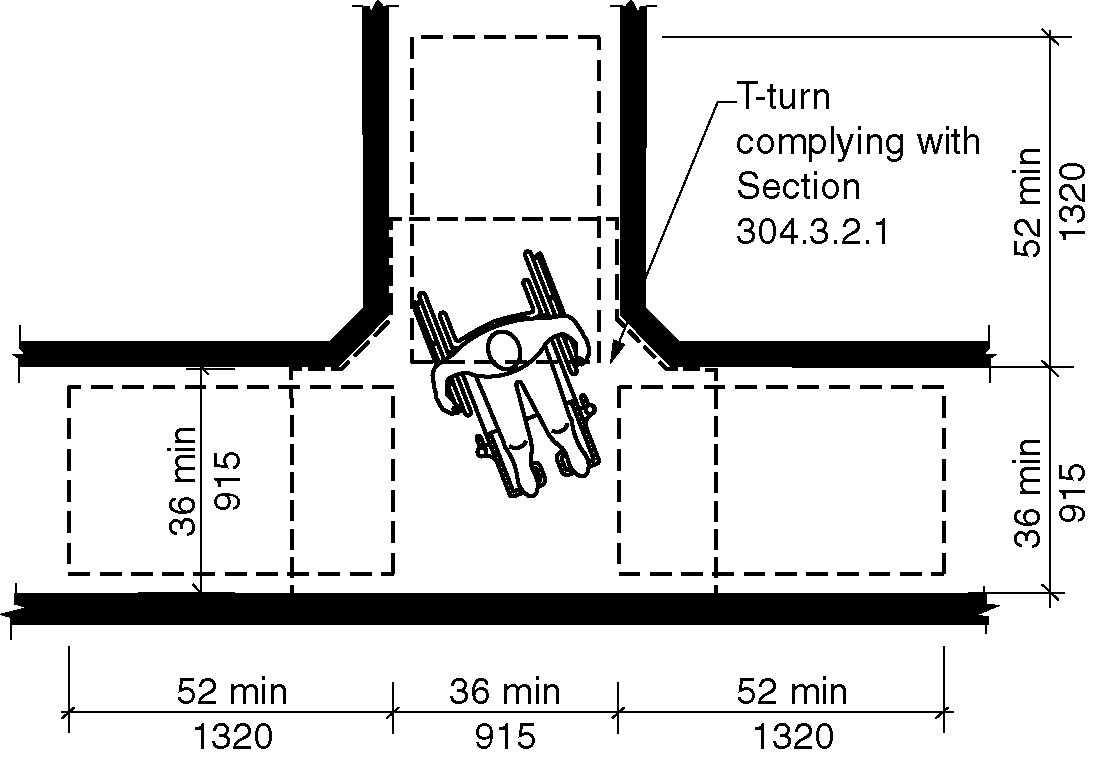 T-turn
complying with
Section
304.3.2.1
52 min
1320
36 min
915
36 min
915
52 min
1320
36 min
915
52 min
1320